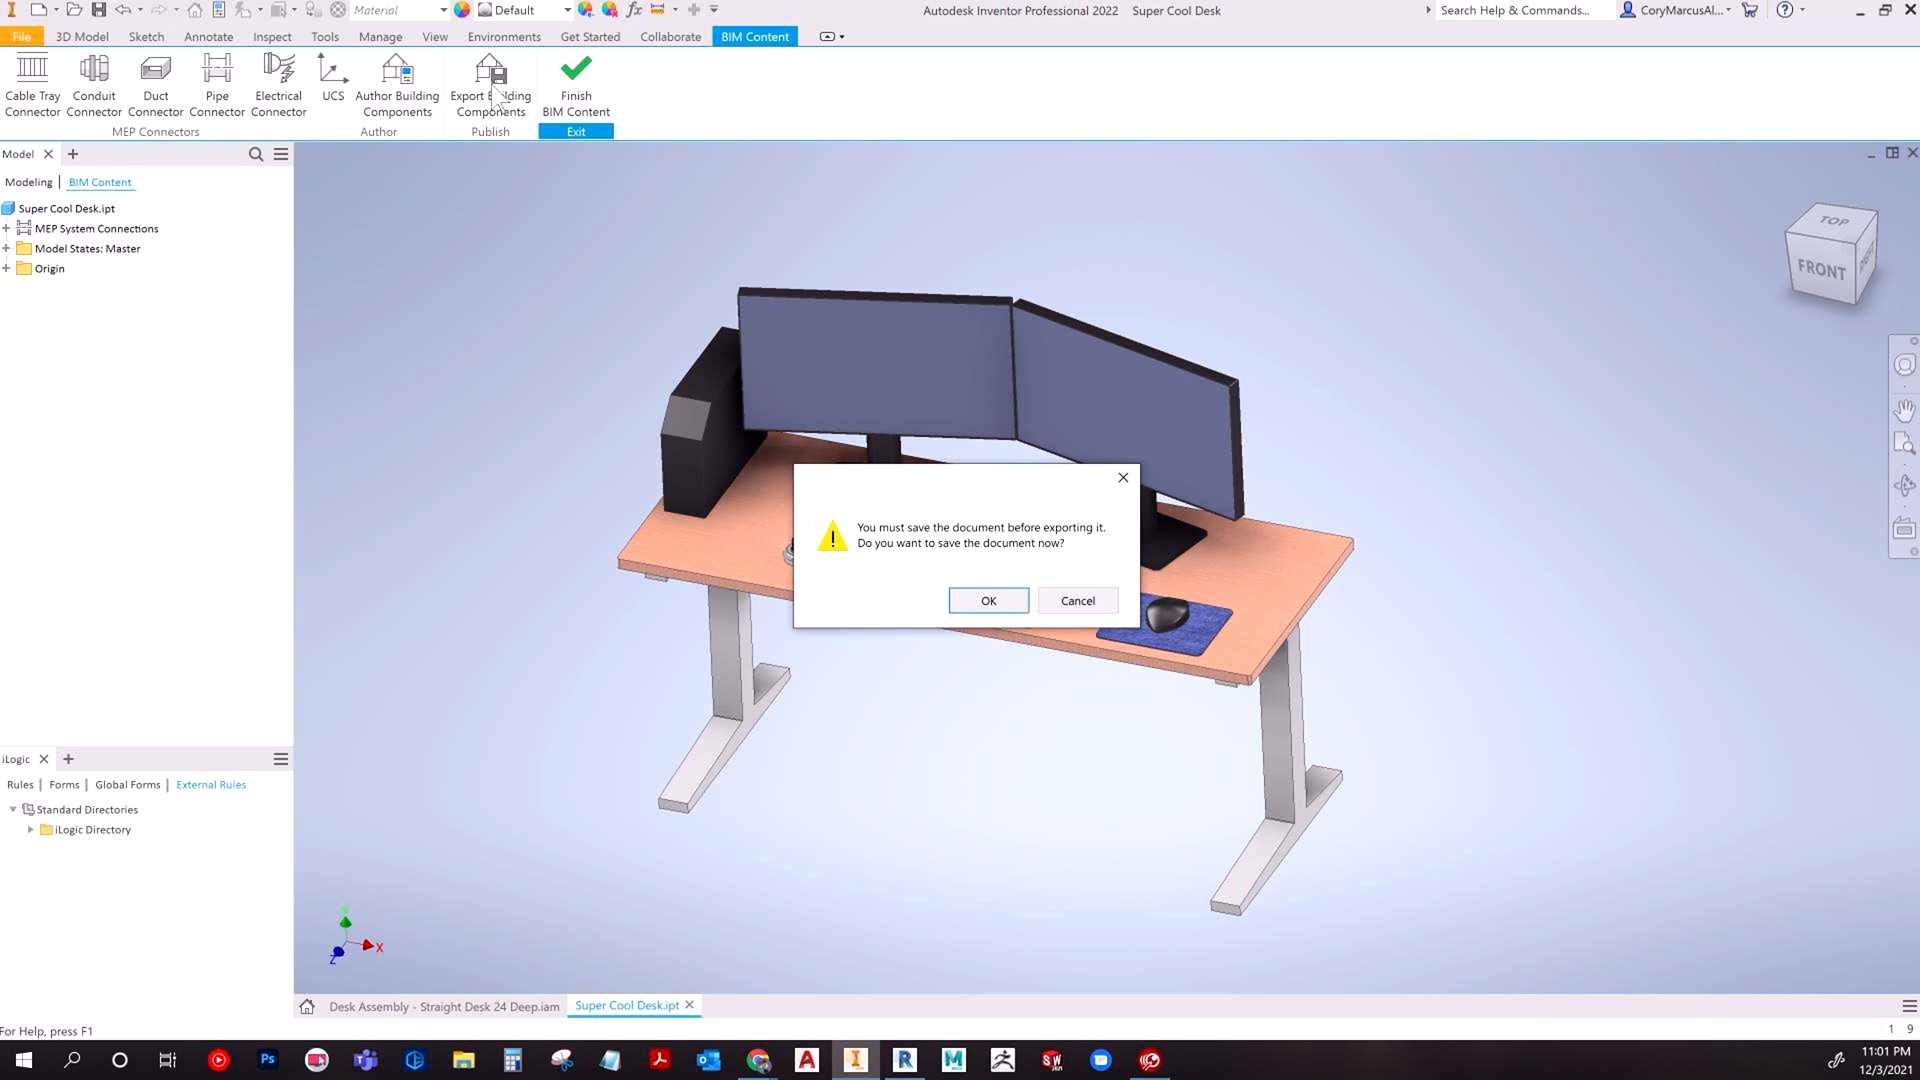 Material
Default
Autodesk Inventor Professional 2022 Super Cool Desk
Search Help & Commands...
CoryMarcusAl...
File 3D Model Sketch Annotate Inspect Tools Manage View Environments Get Started Collaborate BIM Content
Cable Tray Connector
Conduit Connector
Duct Connector
Pipe Connector
Electrical Connector
UCS
Author Building Components
Export Building Components
Finish BIM Content
MEP Connectors Author Publish Exit
Model
Modeling | BIM Content
Super Cool Desk.ipt
MEP System Connections
Model States: Master
Origin
TOP
FRONT
RIGHT
You must save the document before exporting it.
Do you want to save the document now?
OK Cancel
iLogic
Rules | Forms | Global Forms | External Rules
Standard Directories
iLogic Directory
Y
X
Z
Desk Assembly - Straight Desk 24 Deep.iam Super Cool Desk.ipt
For Help, press F1
1 9
11:01 PM
12/3/2021